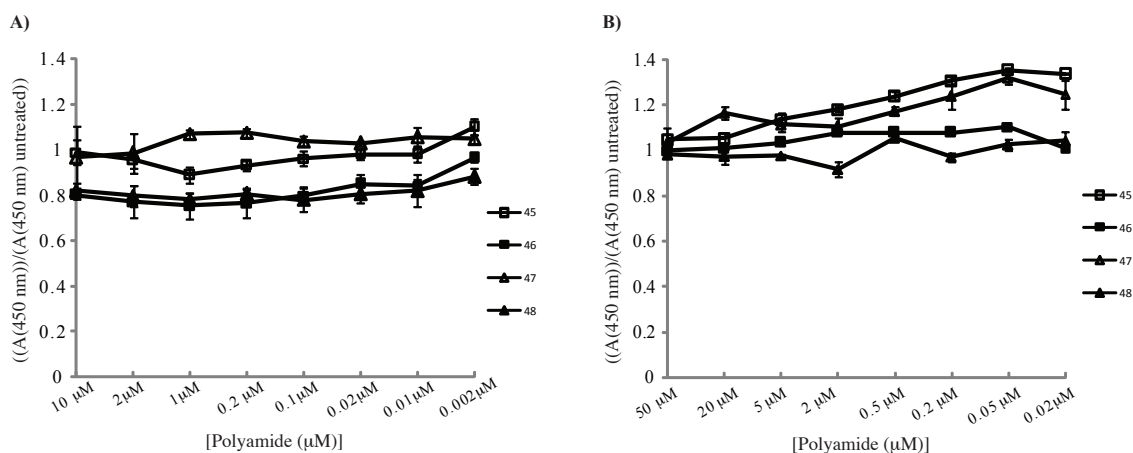 A)
((A(450 nm))/(A(450 nm) untreated))
1.4
1.2
1
0.8
0.6
0.4
0.2
0
10 µM
2µM
1µM
0.2 µM
0.1µM
0.02µM
0.01µM
0.002µM
[Polyamide (µM)]
45
46
47
48
B)
((A(450 nm))/(A(450 nm) untreated))
1.4
1.2
1
0.8
0.6
0.4
0.2
0
50 µM
20 µM
5 µM
2 µM
0.5 µM
0.2 µM
0.05 µM
0.02µM
[Polyamide (µM)]
45
46
47
48